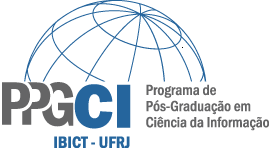 PPGCI
IBICT - UFRJ
Programa de
Pós-Graduação em
Ciência da Informação